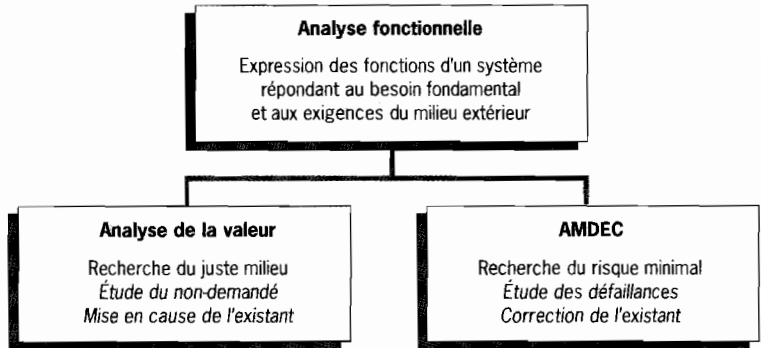 Analyse fonctionnelle
Expression des fonctions d'un système
répondant au besoin fondamental
et aux exigences du milieu extérieur
Analyse de la valeur
Recherche du juste milieu
Étude du non-demandé
Mise en cause de l'existant
AMDEC
Recherche du risque minimal
Étude des défaillances
Correction de l'existant